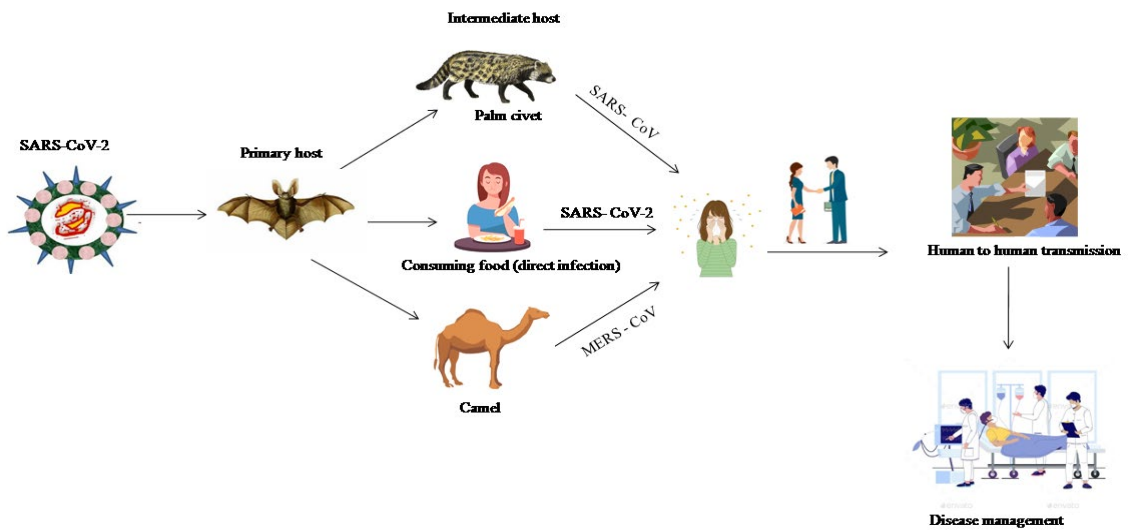 Intermediate host
Palm civet
SARS- CoV
SARS-CoV-2
Primary host
SARS- CoV-2
Consuming food (direct infection)
Human to human transmission
MERS - CoV
Camel
Disease management